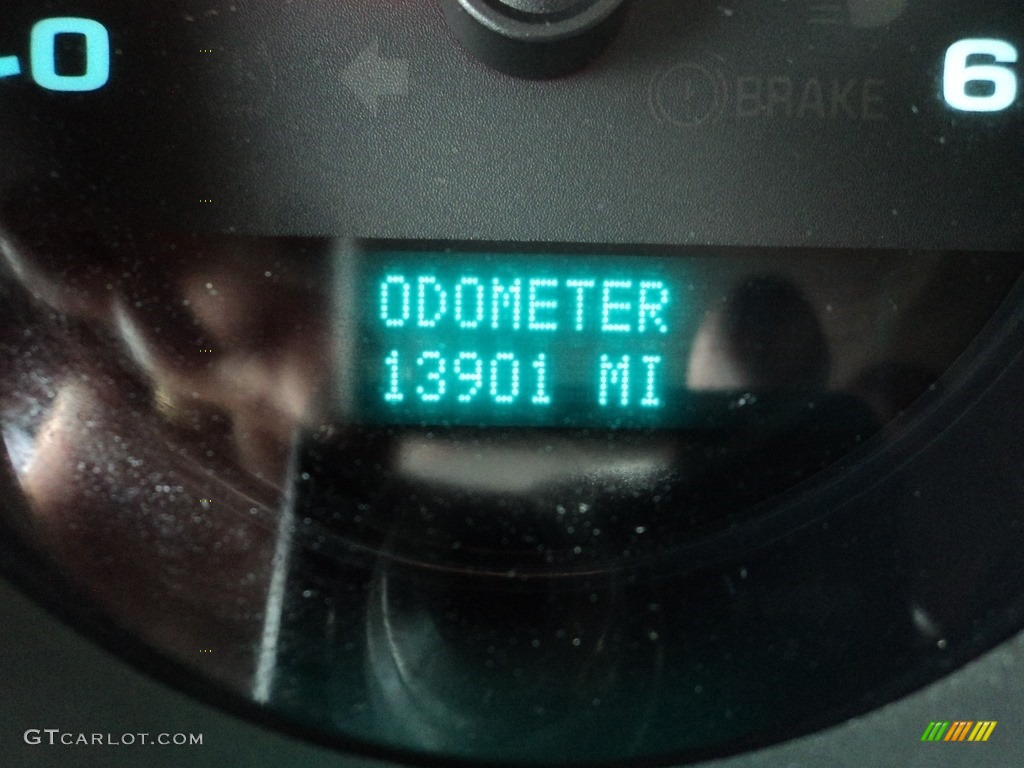 0
6
BRAKE
ODOMETER
13901 MI
GTCARLOT.COM